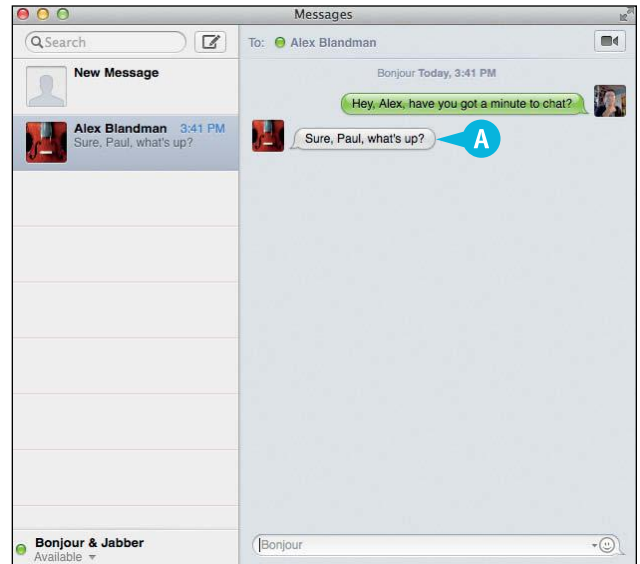 Messages
Search
To: Alex Blandman
New Message
Bonjour Today, 3:41 PM
Hey, Alex, have you got a minute to chat?
Alex Blandman 3:41 PM
Sure, Paul, what's up?
Sure, Paul, what's up?
A
Bonjour & Jabber
Available
Bonjour